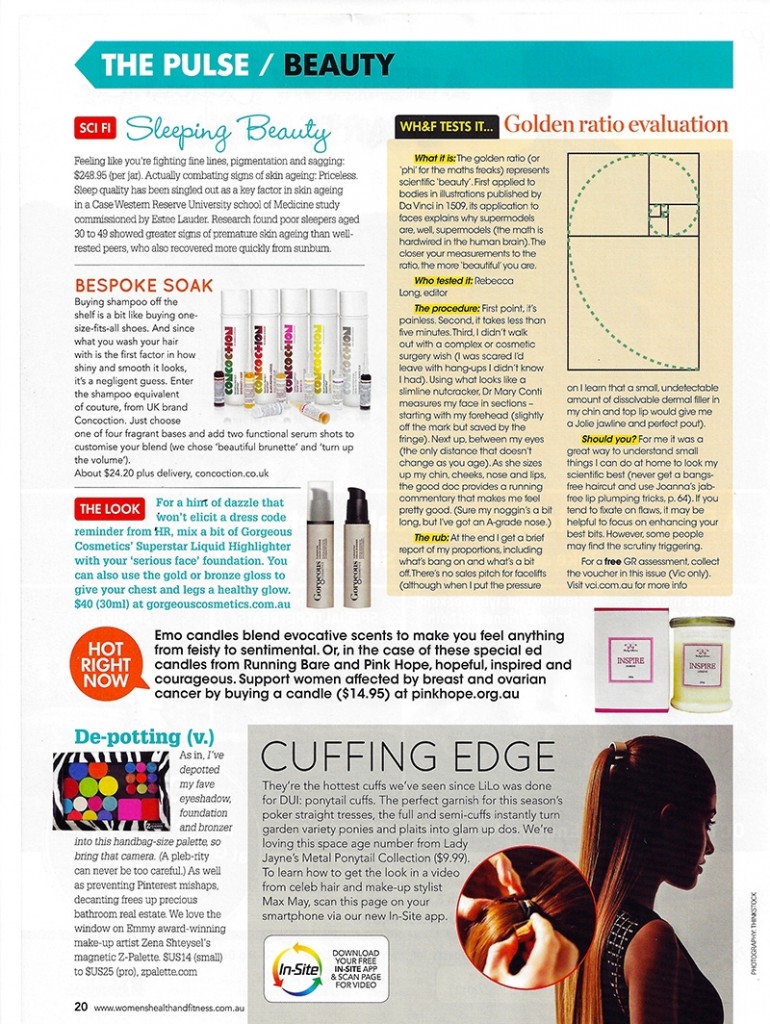 THE PULSE / BEAUTY
SCI FI Sleeping Beauty
Feeling like you're fighting fine lines, pigmentation and sagging:
$248.95 (per jar). Actually combating signs of skin ageing: Priceless.
Sleep quality has been singled out as a key factor in skin ageing
in a Case Western Reserve University school of Medicine study
commissioned by Estee Lauder. Research found poor sleepers aged
30 to 49 showed greater signs of premature skin ageing than well-
rested peers, who also recovered more quickly from sunburn.
BESPOKE SOAK
Buying shampoo off the
shelf is a bit like buying one-
size-fits-all shoes. And since
what you wash your hair
with is the first factor in how
shiny and smooth it looks,
it's a negligent guess. Enter
the shampoo equivalent
of couture, from UK brand
Concoction. Just choose
one of four fragrant bases and add two functional serum shots to
customise your blend (we chose 'beautiful brunette' and 'turn up
the volume').
About $24.20 plus delivery, concoction.co.uk
CONCOCTION
CONCOCTION
CONCOCTION
CONCOCTION
CONCOCTION
THE LOOK
For a hint of dazzle that
won't elicit a dress code
reminder from HR, mix a bit of Gorgeous
Cosmetics' Superstar Liquid Highlighter
with your 'serious face' foundation. You
can also use the gold or bronze gloss to
give your chest and legs a healthy glow.
$40 (30ml) at gorgeouscosmetics.com.au
Gorgeous
Gorgeous
WH&F TESTS IT... Golden ratio evaluation
What it is: The golden ratio (or
'phi' for the maths freaks) represents
scientific 'beauty'. First applied to
bodies in illustrations published by
Da Vinci in 1509, its application to
faces explains why supermodels
are, well, supermodels (the math is
hardwired in the human brain). The
closer your measurements to the
ratio, the more 'beautiful' you are.
Who tested it: Rebecca
Long, editor
The procedure: First point, it's
painless. Second, it takes less than
five minutes. Third, I didn't walk
out with a complex or cosmetic
surgery wish (I was scared I'd
leave with hang-ups I didn't know
I had). Using what looks like a
slimline nutcracker, Dr Mary Conti
measures my face in sections –
starting with my forehead (slightly
off the mark but saved by the
fringe). Next up, between my eyes
(the only distance that doesn't
change as you age). As she sizes
up my chin, cheeks, nose and lips,
the good doc provides a running
commentary that makes me feel
pretty good. (Sure my noggin's a bit
long, but I've got an A-grade nose.)
The rub: At the end I get a brief
report of my proportions, including
what's bang on and what's a bit
off. There's no sales pitch for facelifts
(although when I put the pressure
on I learn that a small, undetectable
amount of dissolvable dermal filler in
my chin and top lip would give me
a Jolie jawline and perfect pout).
Should you? For me it was a
great way to understand small
things I can do at home to look my
scientific best (never get a bangs-
free haircut and use Joanna's jab-
free lip plumping tricks, p. 64). If you
tend to fixate on flaws, it may be
helpful to focus on enhancing your
best bits. However, some people
may find the scrutiny triggering.
For a free GR assessment, collect
the voucher in this issue (Vic only).
Visit vci.com.au for more info
HOT
RIGHT
NOW
Emo candles blend evocative scents to make you feel anything
from feisty to sentimental. Or, in the case of these special ed
candles from Running Bare and Pink Hope, hopeful, inspired and
courageous. Support women affected by breast and ovarian
cancer by buying a candle ($14.95) at pinkhope.org.au
INSPIRE
INSPIRE
De-potting (v.)
As in, I've
depotted
my fave
eyeshadow,
foundation
and bronzer
into this handbag-size palette, so
bring that camera. (A pleb-rity
can never be too careful.) As well
as preventing Pinterest mishaps,
decanting frees up precious
bathroom real estate. We love the
window on Emmy award-winning
make-up artist Zena Shteysel's
magnetic Z-Palette. $US14 (small)
to $US25 (pro), zpalette.com
CUFFING EDGE
They're the hottest cuffs we've seen since LiLo was done
for DUI: ponytail cuffs. The perfect garnish for this season's
poker straight tresses, the full and semi-cuffs instantly turn
garden variety ponies and plaits into glam up dos. We're
loving this space age number from Lady
Jayne's Metal Ponytail Collection ($9.99).
To learn how to get the look in a video
from celeb hair and make-up stylist
Max May, scan this page on your
smartphone via our new In-Site app.
In-Site
DOWNLOAD
YOUR FREE
IN-SITE APP
& SCAN PAGE
FOR VIDEO
PHOTOGRAPHY: THINKSTOCK
20 www.womenshealthandfitness.com.au